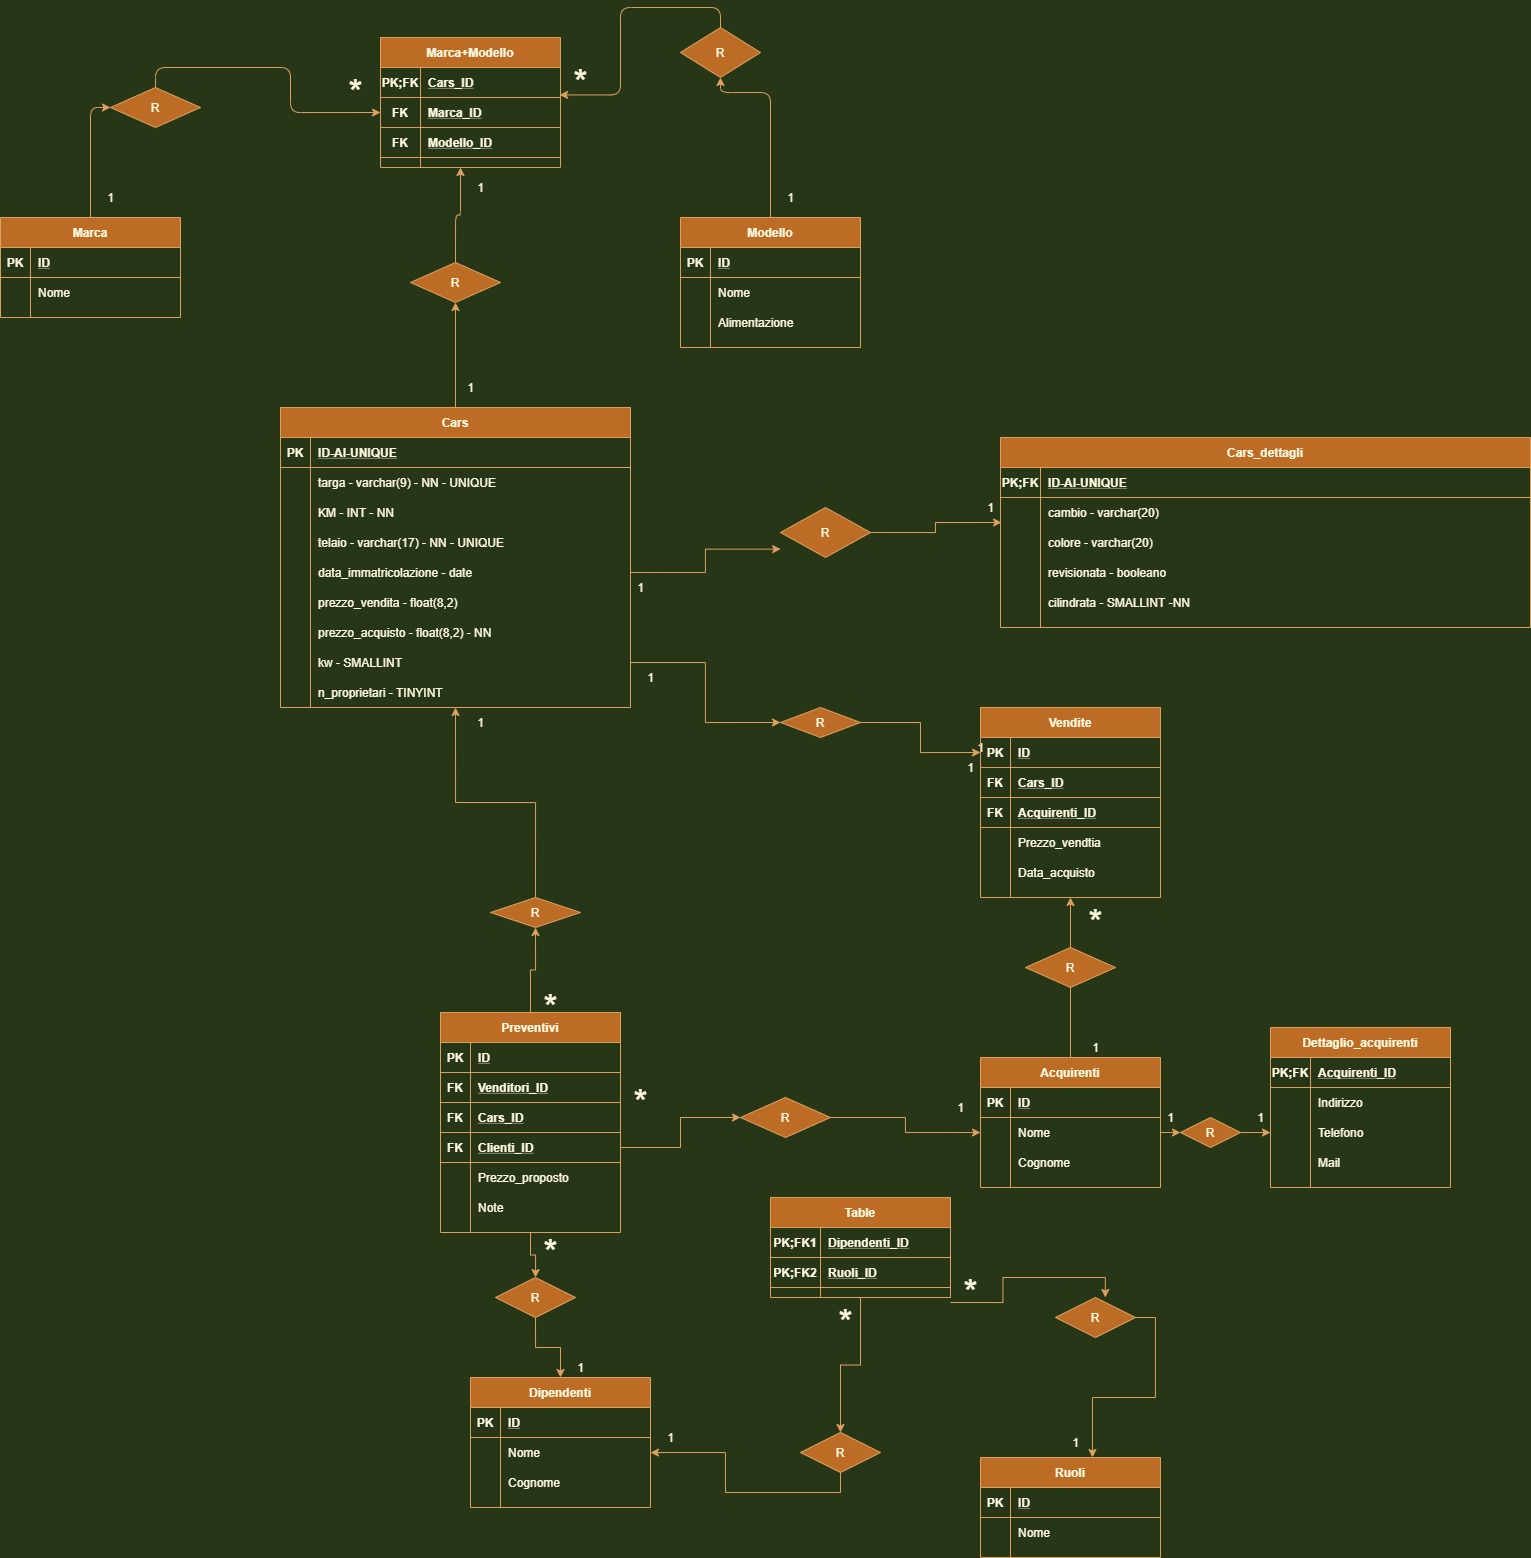 Marca+Modello
PK;FK Cars_ID
FK Marca_ID
FK Modello_ID
R
*
*
R
1
1
1
Marca
PK ID
Nome
Modello
PK ID
Nome
Alimentazione
R
1
Cars
PK ID-AI-UNIQUE
targa - varchar(9) - NN - UNIQUE
KM - INT - NN
telaio - varchar(17) - NN - UNIQUE
data_immatricolazione - date
prezzo_vendita - float(8,2)
prezzo_acquisto - float(8,2) - NN
kw - SMALLINT
n_proprietari - TINYINT
R
1
1
Cars_dettagli
PK;FK ID-AI-UNIQUE
cambio - varchar(20)
colore - varchar(20)
revisionata - booleano
cilindrata - SMALLINT -NN
1
1
R
1
1
Vendite
PK ID
FK Cars_ID
FK Acquirenti_ID
Prezzo_vendtia
Data_acquisto
R
*
R
*
1
Preventivi
PK ID
FK Venditori_ID
FK Cars_ID
FK Clienti_ID
Prezzo_proposto
Note
*
R
1
Acquirenti
PK ID
Nome
Cognome
1
R
1
Dettaglio_acquirenti
PK;FK Acquirenti_ID
Indirizzo
Telefono
Mail
*
R
1
Table
PK;FK1 Dipendenti_ID
PK;FK2 Ruoli_ID
*
*
R
Dipendenti
PK ID
Nome
Cognome
1
R
1
Ruoli
PK ID
Nome